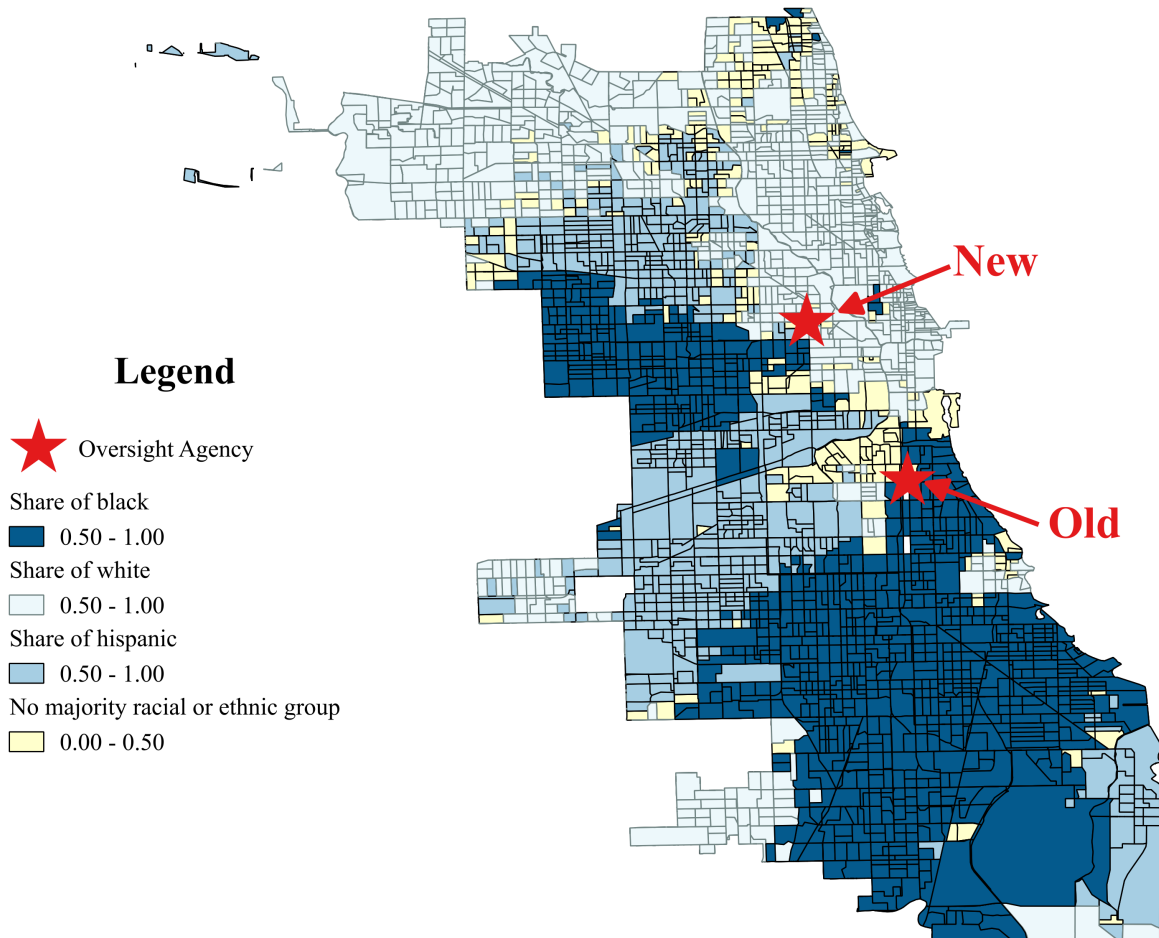 New
Legend
Oversight Agency
Old
Share of black
0.50 - 1.00
Share of white
0.50 - 1.00
Share of hispanic
0.50 - 1.00
No majority racial or ethnic group
0.00 - 0.50